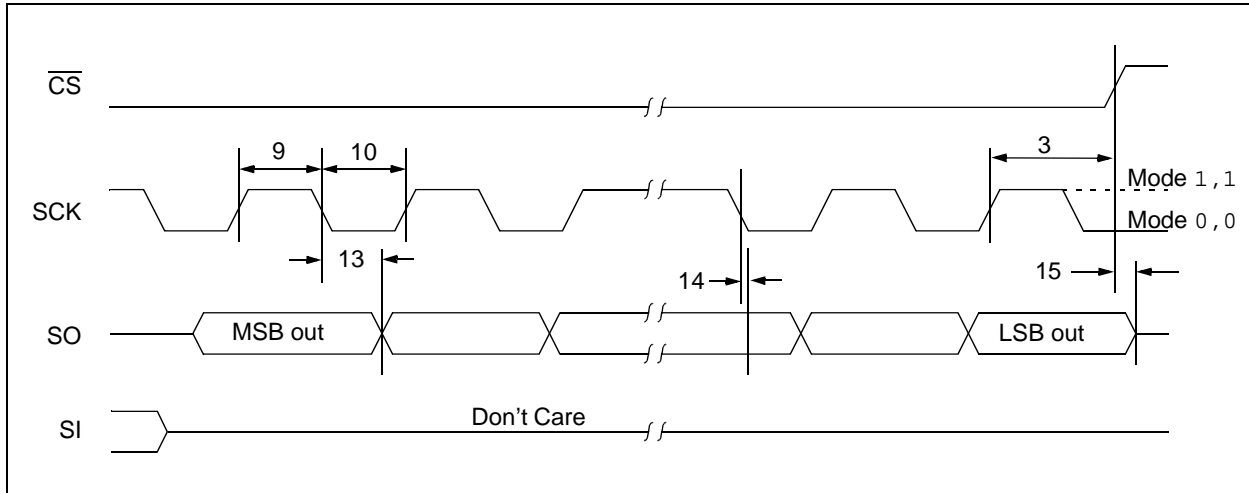 CS
9
10
3
SCK
Mode 1,1
Mode 0,0
13
14
15
SO
MSB out
LSB out
SI
Don't Care